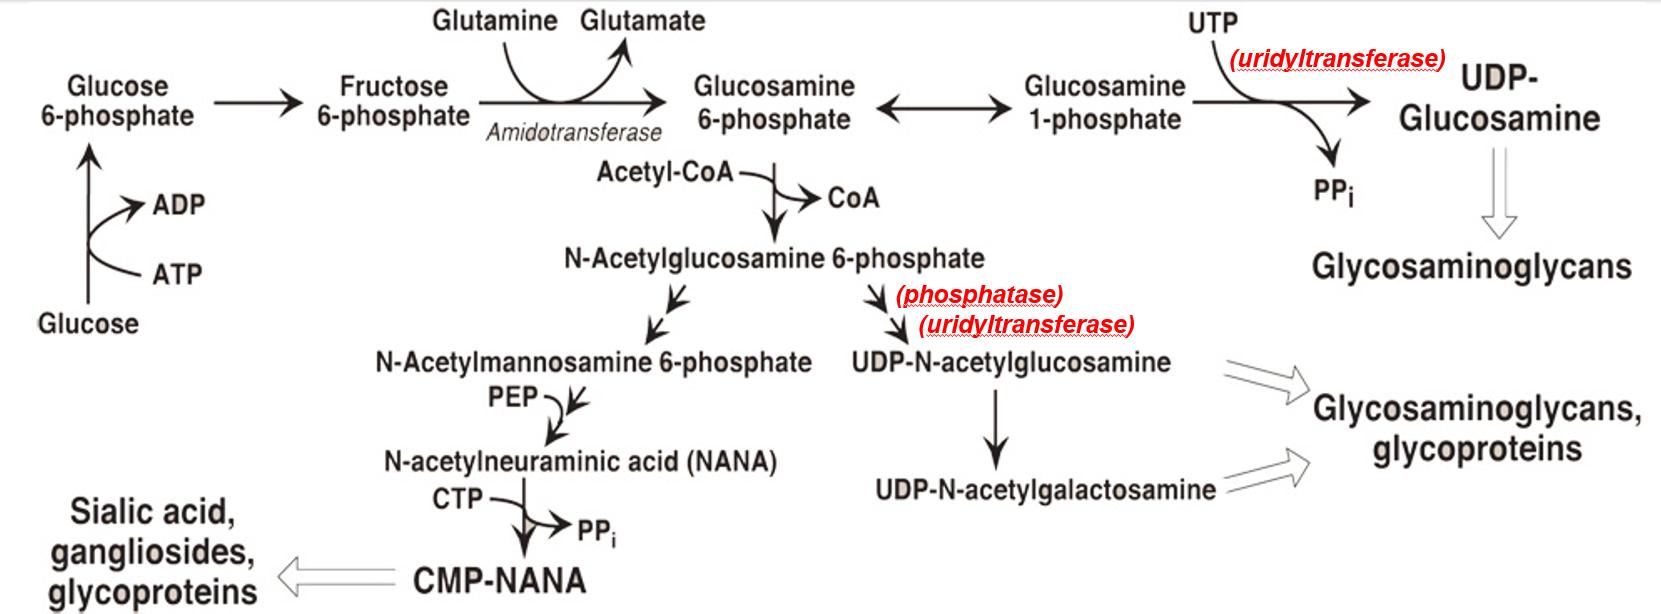 Glutamine Glutamate
UTP
(uridyltransferase)
Glucose
6-phosphate
Fructose
6-phosphate
Amidotransferase
Glucosamine
6-phosphate
Glucosamine
1-phosphate
UDP-
Glucosamine
PPi
Acetyl-CoA
CoA
ADP
ATP
Glucose
N-Acetylglucosamine 6-phosphate
Glycosaminoglycans
(phosphatase)
(uridyltransferase)
N-Acetylmannosamine 6-phosphate
UDP-N-acetylglucosamine
PEP
Glycosaminoglycans,
glycoproteins
N-acetylneuraminic acid (NANA)
UDP-N-acetylgalactosamine
CTP
PPi
Sialic acid,
gangliosides,
glycoproteins
CMP-NANA